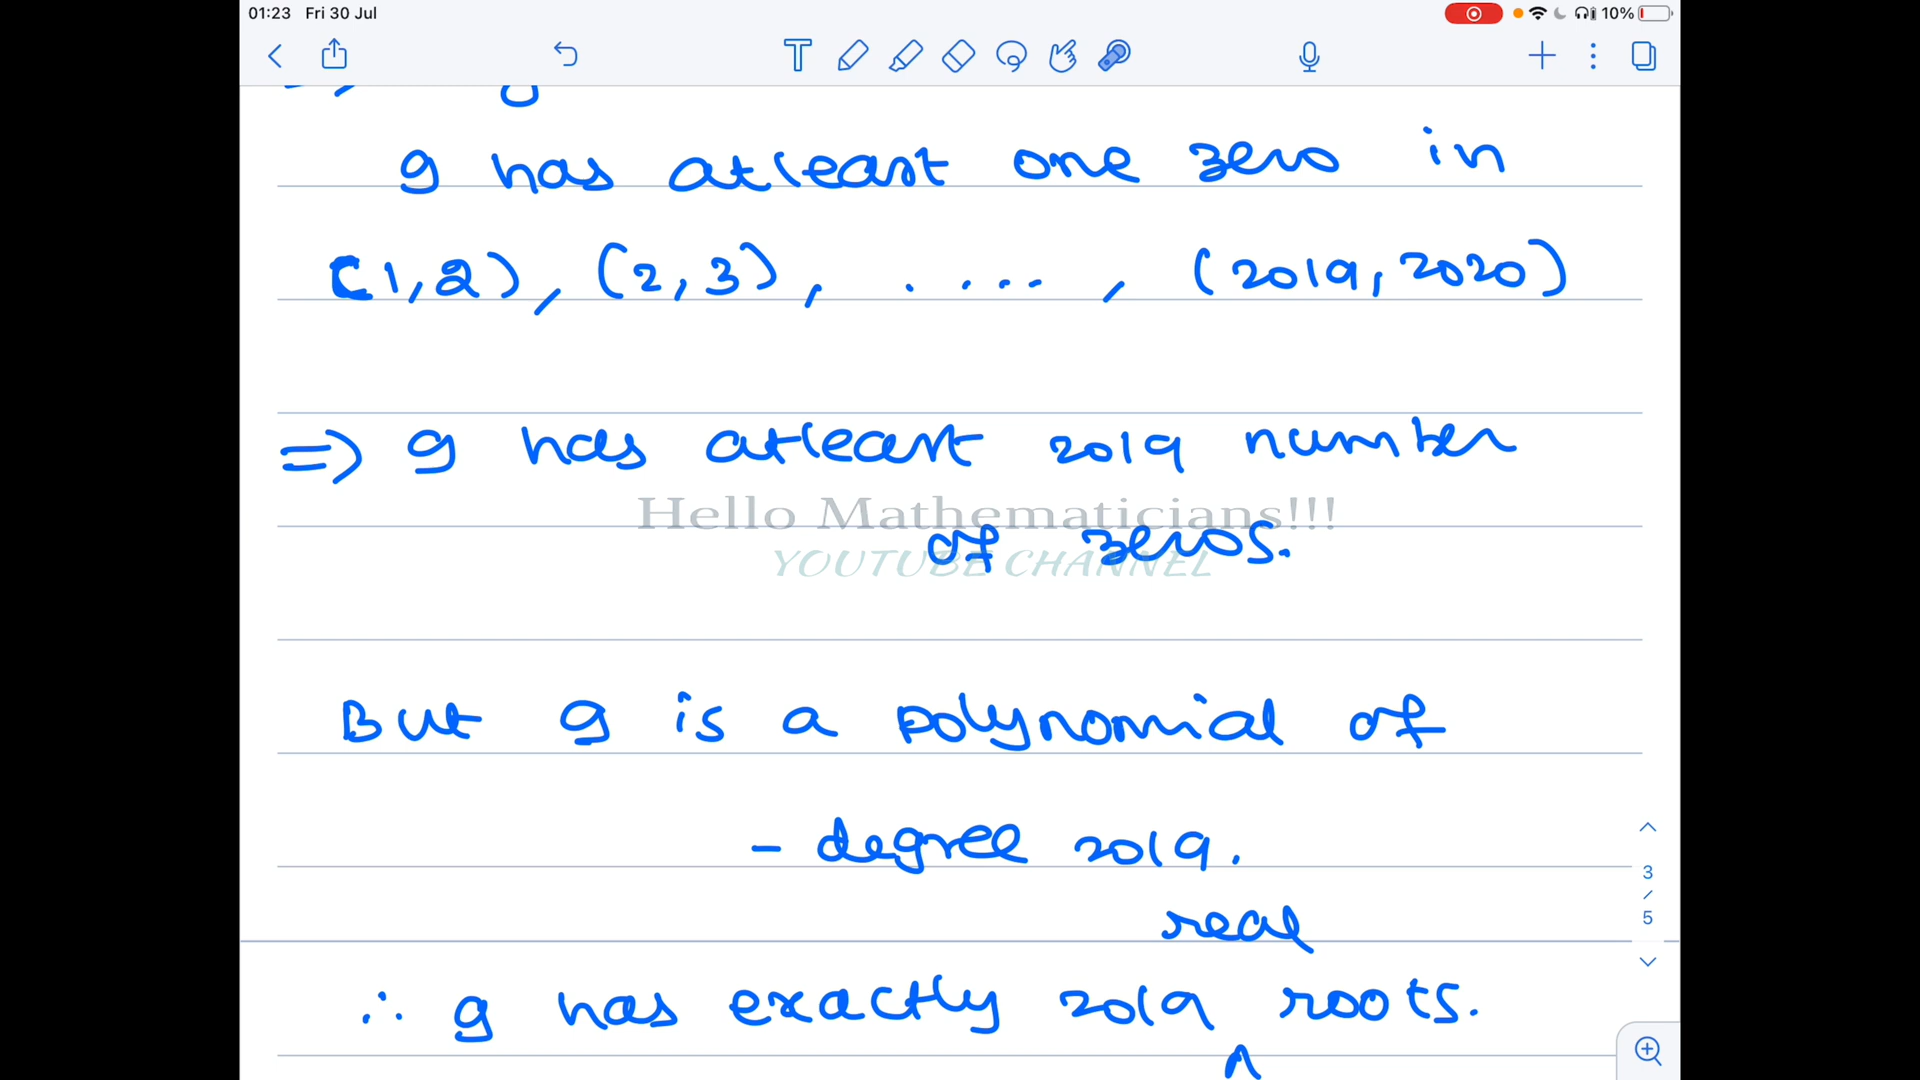 01:23 Fri 30 Jul 10%
g has atleast one zero in
(1,2), (2,3), . ...., (2019, 2020)
=> g has atleast 2019 number
Hello Mathematicians!!!
of zeros.
YOUTUBE CHANNEL
But g is a polynomial of
- degree 2019.
3
/
5
real
∴ g has exactly 2019 roots.
^